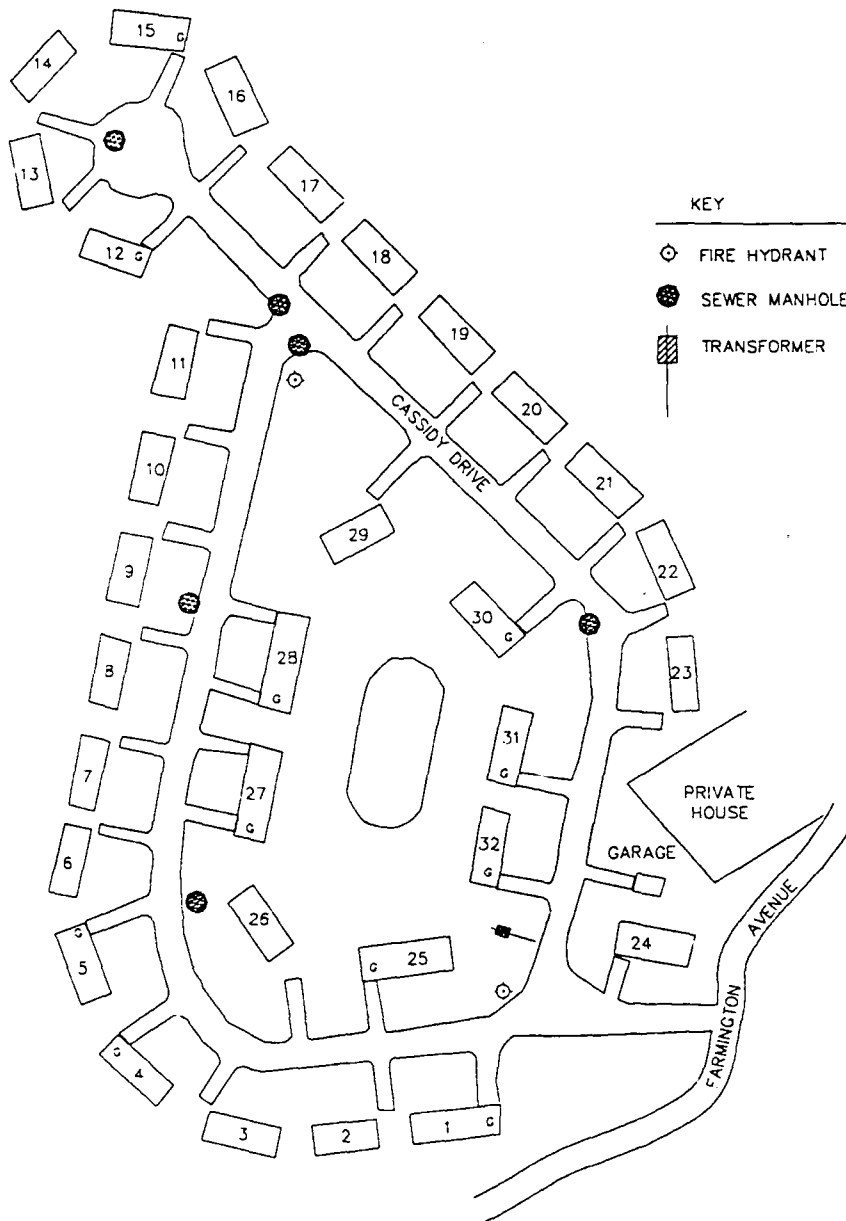 15 G
14
16
13
17
12 G
18
11
19
10
20
9
21
29
22
30 G
8
28 G
23
7
31 G
27 G
6
32 G
5 G
26
25 G
24
4 G
3
2
1 G
CASSIDY DRIVE
KEY
FIRE HYDRANT
SEWER MANHOLE
TRANSFORMER
PRIVATE
HOUSE
GARAGE
FARMINGTON
AVENUE